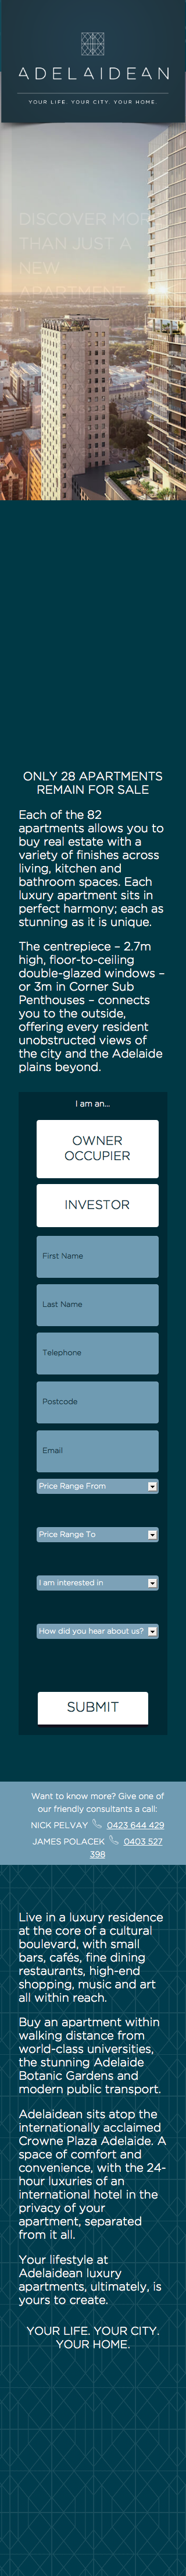 ADELAIDEAN
YOUR LIFE. YOUR CITY. YOUR HOME.
DISCOVER MORE
THAN JUST A
NEW
APARTMENT
ONLY 28 APARTMENTS
REMAIN FOR SALE
Each of the 82
apartments allows you to
buy real estate with a
variety of finishes across
living, kitchen and
bathroom spaces. Each
luxury apartment sits in
perfect harmony; each as
stunning as it is unique.
The centrepiece – 2.7m
high, floor-to-ceiling
double-glazed windows –
or 3m in Corner Sub
Penthouses – connects
you to the outside,
offering every resident
unobstructed views of
the city and the Adelaide
plains beyond.
I am an...
OWNER
OCCUPIER
INVESTOR
First Name
Last Name
Telephone
Postcode
Email
Price Range From
Price Range To
I am interested in
How did you hear about us?
SUBMIT
Want to know more? Give one of
our friendly consultants a call:
NICK PELVAY 0423 644 429
JAMES POLACEK 0403 527
398
Live in a luxury residence
at the core of a cultural
boulevard, with small
bars, cafés, fine dining
restaurants, high-end
shopping, music and art
all within reach.
Buy an apartment within
walking distance from
world-class universities,
the stunning Adelaide
Botanic Gardens and
modern public transport.
Adelaidean sits atop the
internationally acclaimed
Crowne Plaza Adelaide. A
space of comfort and
convenience, with the 24-
hour luxuries of an
international hotel in the
privacy of your
apartment, separated
from it all.
Your lifestyle at
Adelaidean luxury
apartments, ultimately, is
yours to create.
YOUR LIFE. YOUR CITY.
YOUR HOME.